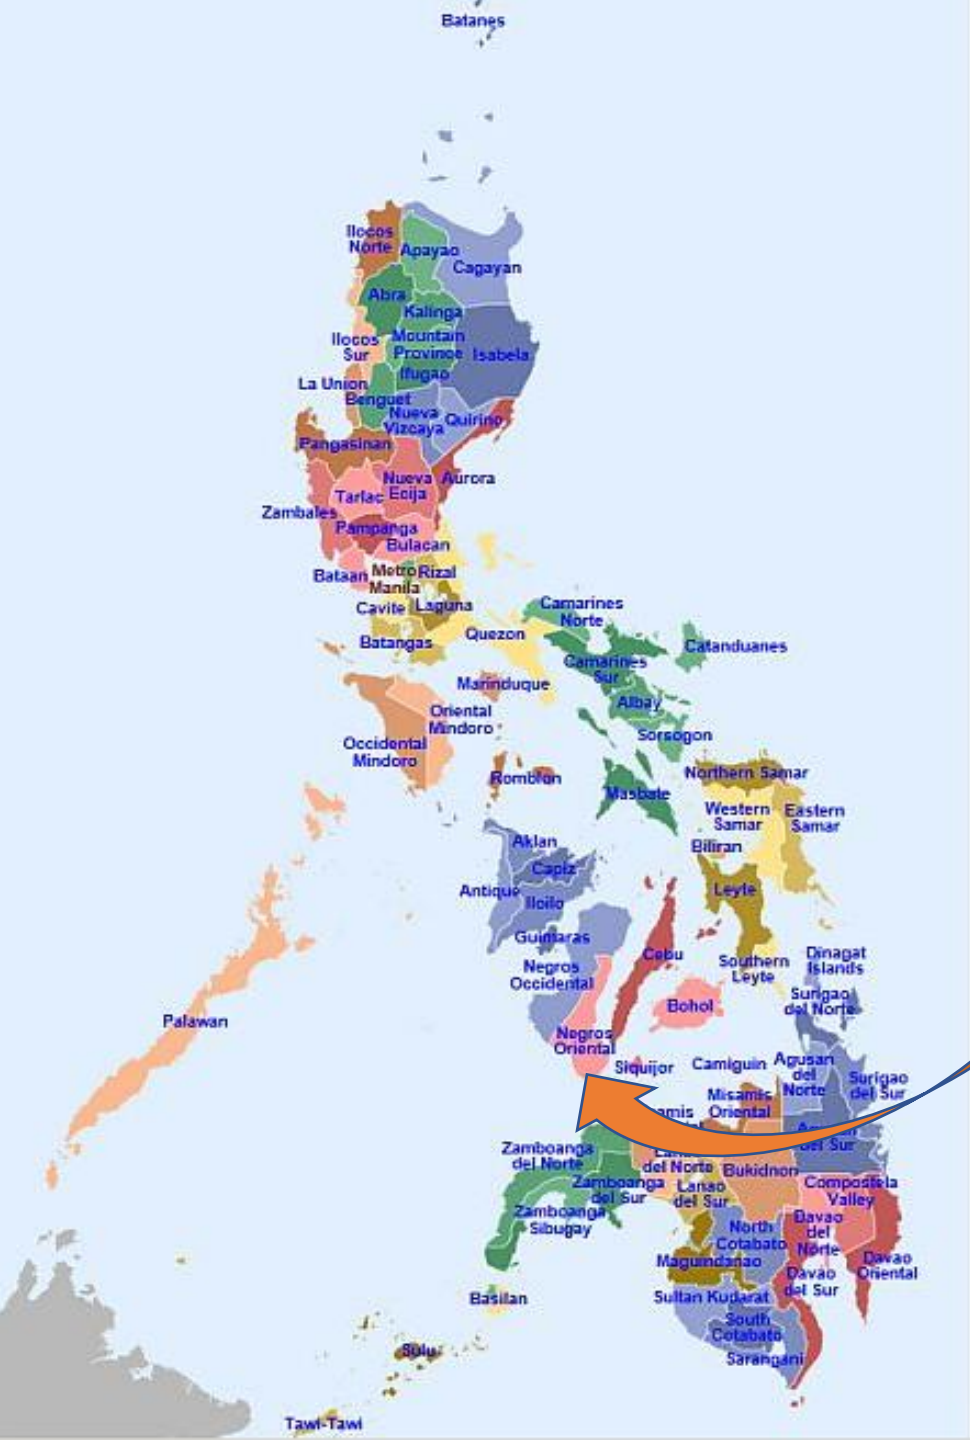 Batanes
Ilocos
Norte
Apayao
Cagayan
Abra
Kalinga
Ilocos
Sur
Mountain
Province
Isabela
Ifugao
La Union
Benguet
Nueva
Vizcaya
Quirino
Pangasinan
Nueva
Ecija
Aurora
Tarlac
Zambales
Pampanga
Bulacan
Bataan
Metro
Manila
Rizal
Cavite
Laguna
Batangas
Quezon
Camarines
Norte
Catanduanes
Camarines
Sur
Marinduque
Albay
Oriental
Mindoro
Sorsogon
Occidental
Mindoro
Romblon
Masbate
Northern Samar
Western
Samar
Eastern
Samar
Biliran
Aklan
Capiz
Antique
Iloilo
Leyte
Guimaras
Cebu
Southern
Leyte
Dinagat
Islands
Negros
Occidental
Surigao
del Norte
Bohol
Palawan
Negros
Oriental
Siquijor
Camiguin
Agusan
del
Norte
Surigao
del Sur
Misamis
Oriental
amis
del Sur
Zamboanga
del Norte
del Norte
Bukidnon
Zamboanga
del Sur
Lanao
del Sur
Compostela
Valley
Zamboanga
Sibugay
North
Cotabato
Davao
del
Norte
Maguindanao
Davao
del Sur
Davao
Oriental
Basilan
Sultan Kudarat
South
Cotabato
Sarangani
Sulu
Tawi-Tawi